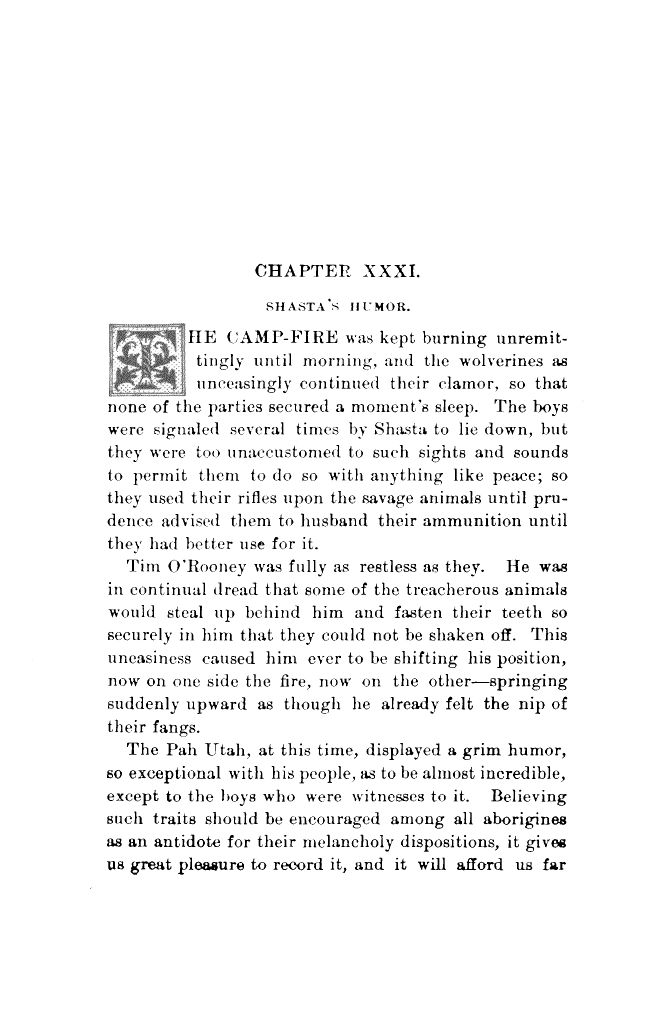 CHAPTER XXXI.
SHASTA'S HUMOR.
THE CAMP-FIRE was kept burning unremit-
tingly until morning, and the wolverines as
unceasingly continued their clamor, so that
none of the parties secured a moment's sleep. The boys
were signaled several times by Shasta to lie down, but
they were too unaccustomed to such sights and sounds
to permit them to do so with anything like peace; so
they used their rifles upon the savage animals until pru-
dence advised them to husband their ammunition until
they had better use for it.
Tim O'Rooney was fully as restless as they. He was
in continual dread that some of the treacherous animals
would steal up behind him and fasten their teeth so
securely in him that they could not be shaken off. This
uneasiness caused him ever to be shifting his position,
now on one side the fire, now on the other—springing
suddenly upward as though he already felt the nip of
their fangs.
The Pah Utah, at this time, displayed a grim humor,
so exceptional with his people, as to be almost incredible,
except to the boys who were witnesses to it. Believing
such traits should be encouraged among all aborigines
as an antidote for their melancholy dispositions, it gives
us great pleasure to record it, and it will afford us far